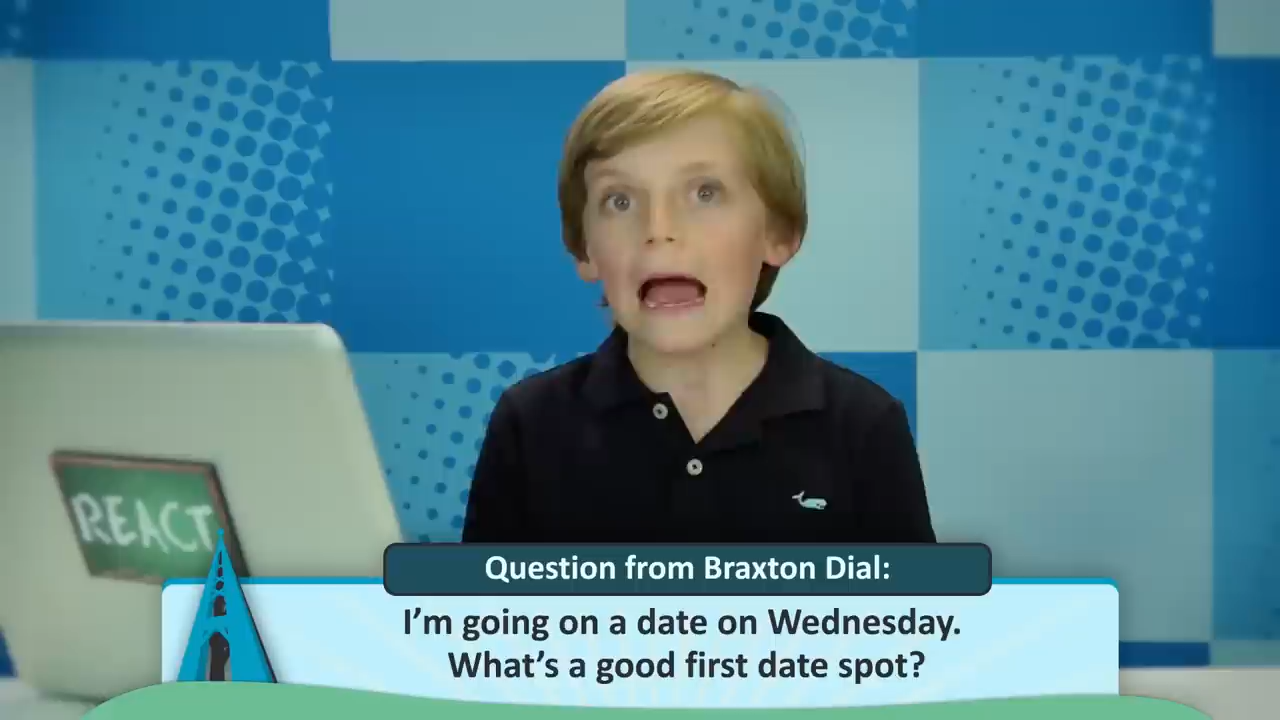 REACT
Question from Braxton Dial:
I'm going on a date on Wednesday.
What's a good first date spot?